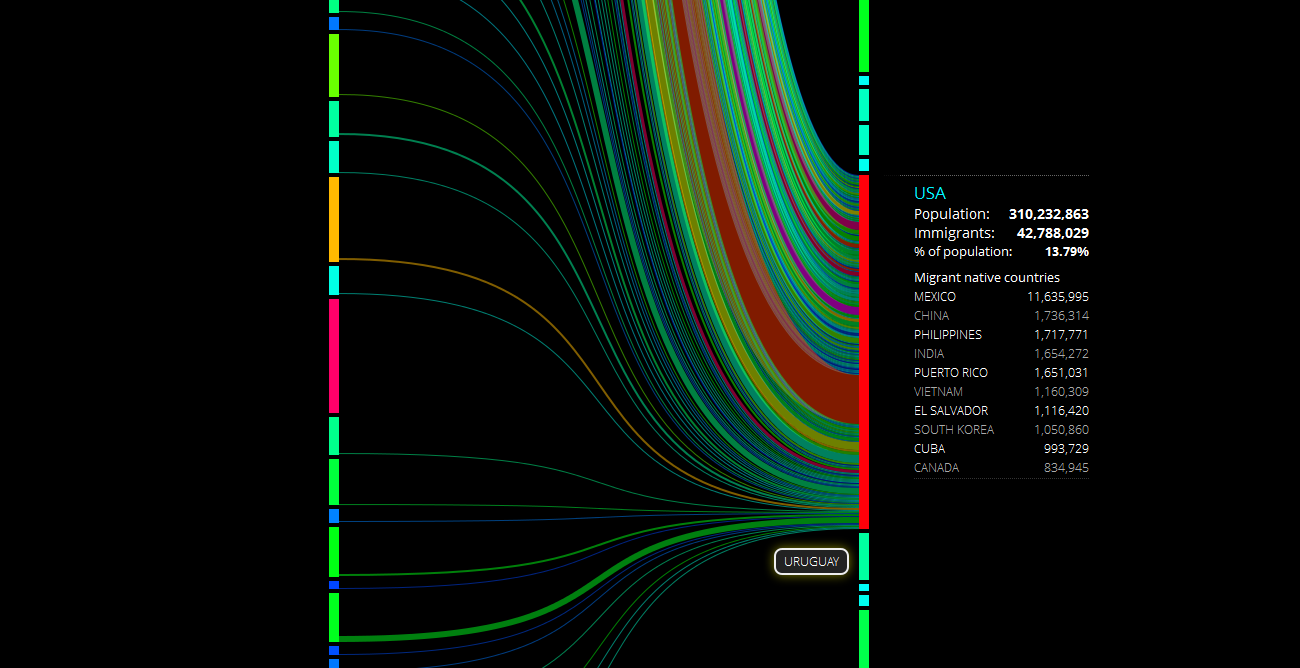 USA
Population: 310,232,863
Immigrants: 42,788,029
% of population: 13.79%
Migrant native countries
MEXICO 11,635,995
CHINA 1,736,314
PHILIPPINES 1,717,771
INDIA 1,654,272
PUERTO RICO 1,651,031
VIETNAM 1,160,309
EL SALVADOR 1,116,420
SOUTH KOREA 1,050,860
CUBA 993,729
CANADA 834,945
URUGUAY